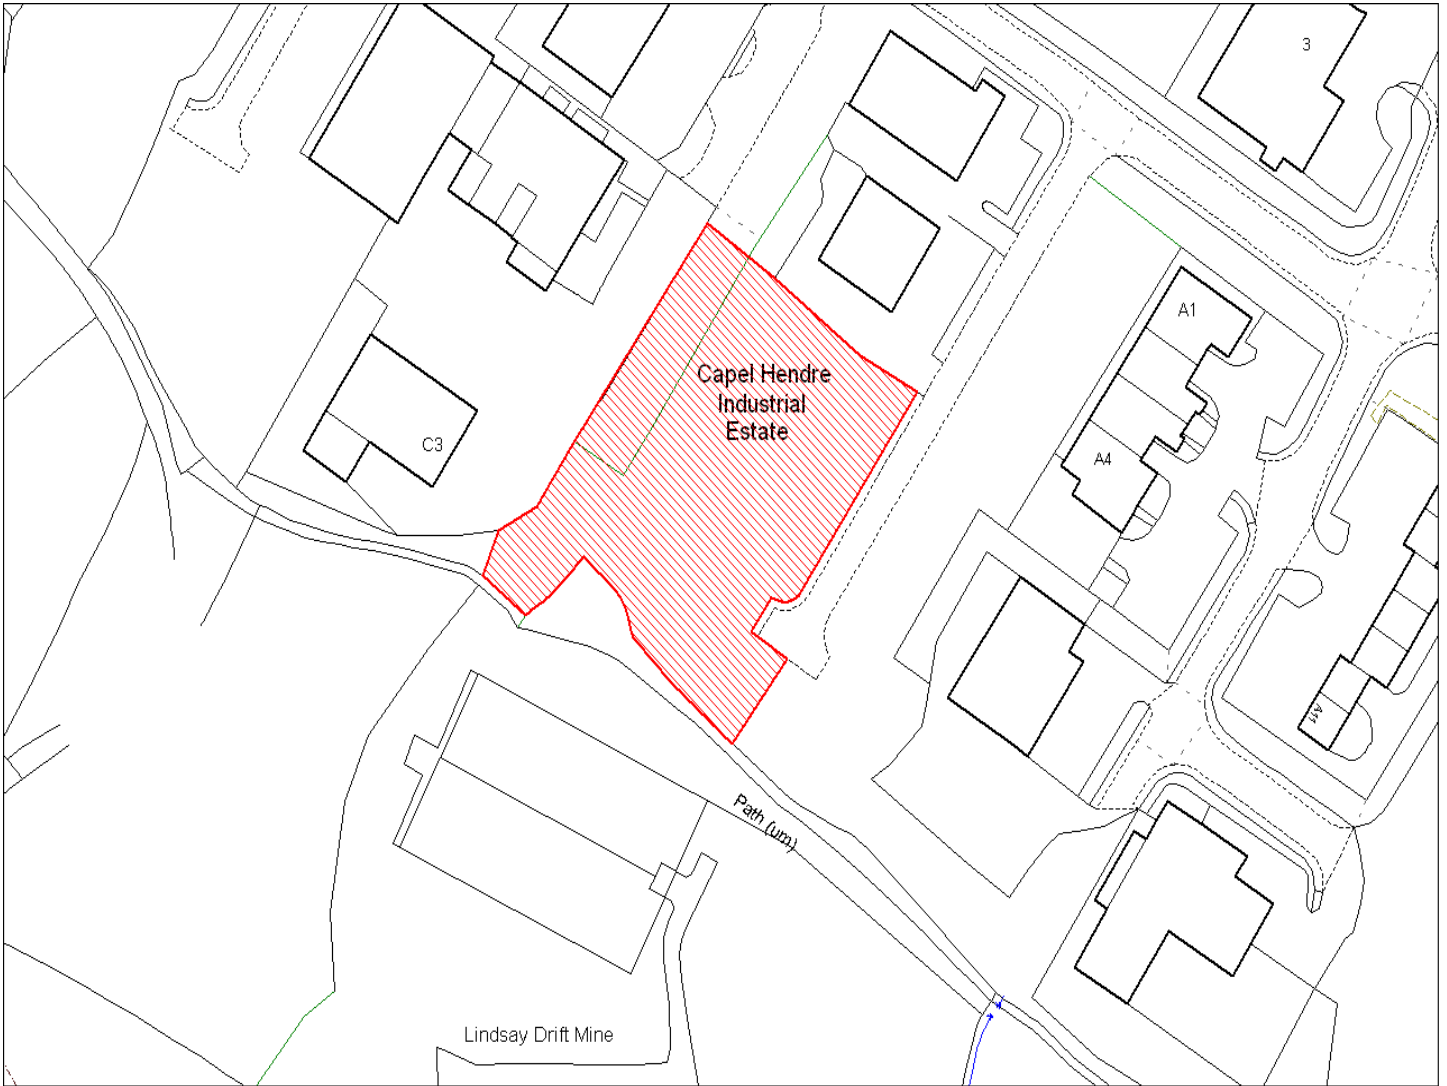 3
A1
Capel Hendre
Industrial
Estate
C3
A4
A11
Path (um)
Lindsay Drift Mine